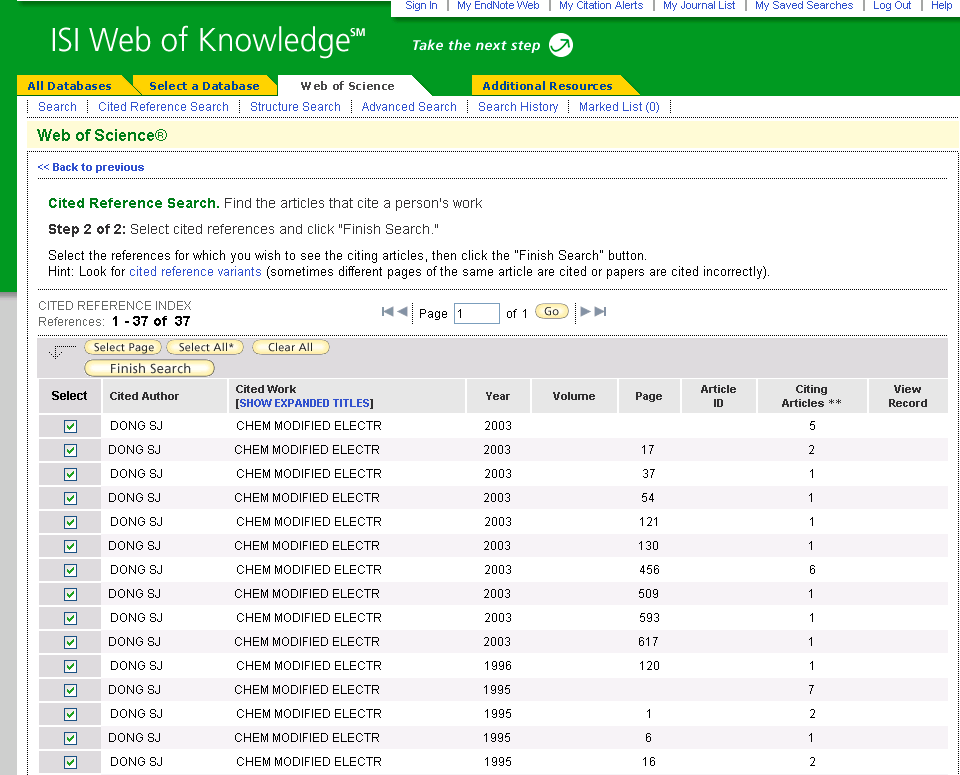 Sign In | My EndNote Web | My Citation Alerts | My Journal List | My Saved Searches | Log Out | Help
ISI Web of Knowledge℠ Take the next step
All Databases Select a Database Web of Science Additional Resources
Search Cited Reference Search Structure Search Advanced Search Search History Marked List (0)
Web of Science®
<< Back to previous
Cited Reference Search. Find the articles that cite a person's work
Step 2 of 2: Select cited references and click "Finish Search."
Select the references for which you wish to see the citing articles, then click the "Finish Search" button.
Hint: Look for cited reference variants (sometimes different pages of the same article are cited or papers are cited incorrectly).
CITED REFERENCE INDEX
References: 1 - 37 of 37
Page 1 of 1 Go
Select Page Select All* Clear All
Finish Search
Select Cited Author Cited Work [SHOW EXPANDED TITLES] Year Volume Page Article ID Citing Articles ** View Record
DONG SJ CHEM MODIFIED ELECTR 2003 5
DONG SJ CHEM MODIFIED ELECTR 2003 17 2
DONG SJ CHEM MODIFIED ELECTR 2003 37 1
DONG SJ CHEM MODIFIED ELECTR 2003 54 1
DONG SJ CHEM MODIFIED ELECTR 2003 121 1
DONG SJ CHEM MODIFIED ELECTR 2003 130 1
DONG SJ CHEM MODIFIED ELECTR 2003 456 6
DONG SJ CHEM MODIFIED ELECTR 2003 509 1
DONG SJ CHEM MODIFIED ELECTR 2003 593 1
DONG SJ CHEM MODIFIED ELECTR 2003 617 1
DONG SJ CHEM MODIFIED ELECTR 1996 120 1
DONG SJ CHEM MODIFIED ELECTR 1995 7
DONG SJ CHEM MODIFIED ELECTR 1995 1 2
DONG SJ CHEM MODIFIED ELECTR 1995 6 1
DONG SJ CHEM MODIFIED ELECTR 1995 16 2